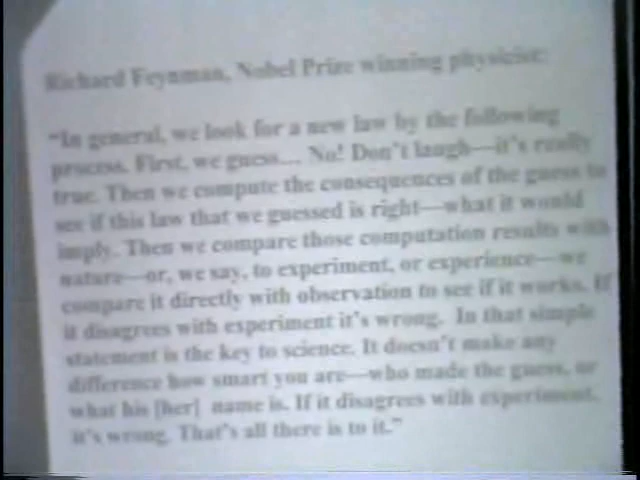 Richard Feynman, Nobel Prize winning physicist:
"In general, we look for a new law by the following
process. First, we guess.... No! Don't laugh—it's really
true. Then we compute the consequences of the guess to
see if this law that we guessed is right—what it would
imply. Then we compare those computation results with
nature—or, we say, to experiment, or experience—we
compare it directly with observation to see if it works. If
it disagrees with experiment it's wrong. In that simple
statement is the key to science. It doesn't make any
difference how smart you are—who made the guess, or
what his [her] name is. If it disagrees with experiment,
it's wrong. That's all there is to it."